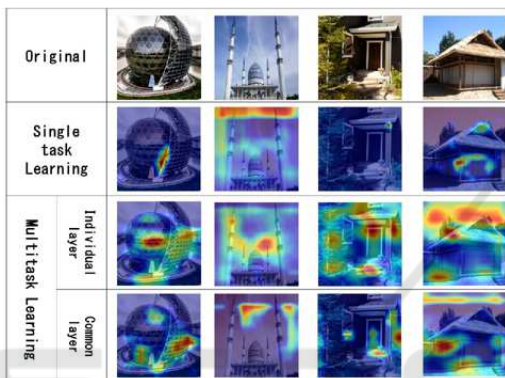 Original
Single
task
Learning
Multitask Learning
Individual
layer
Common
layer